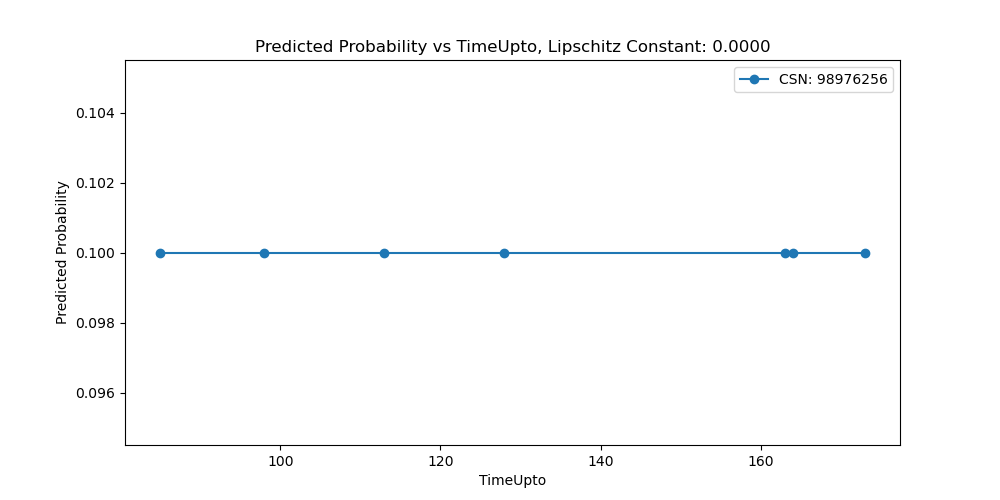 Predicted Probability vs TimeUpto, Lipschitz Constant: 0.0000
CSN: 98976256
Predicted Probability
0.104
0.102
0.100
0.098
0.096
100
120
140
160
TimeUpto